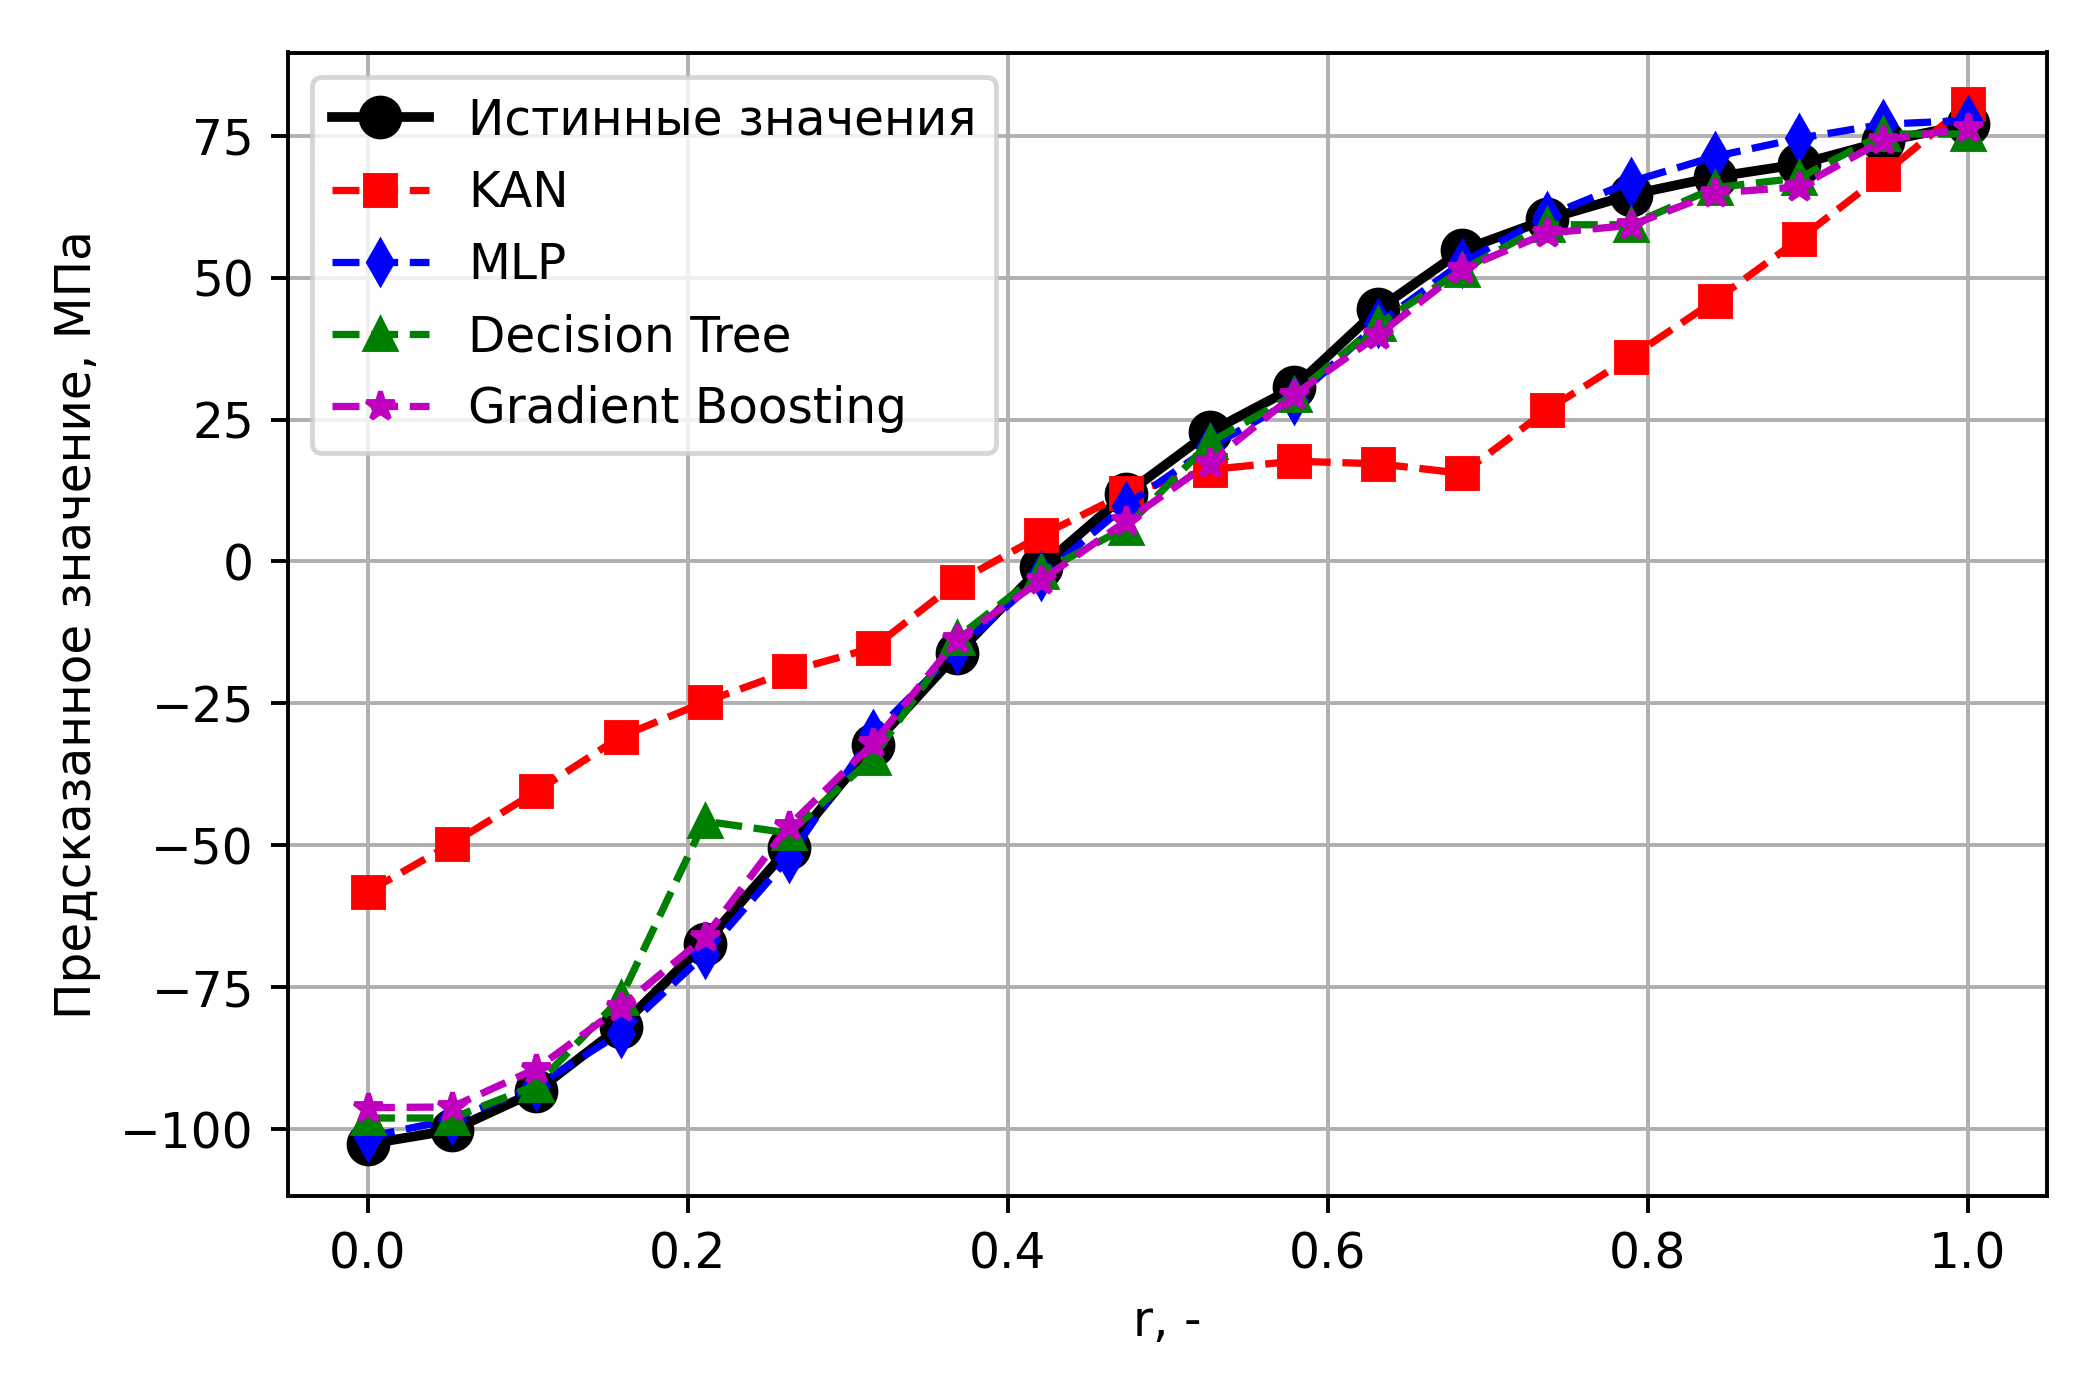 Истинные значения
KAN
MLP
Decision Tree
Gradient Boosting
75
50
25
0
−25
−50
−75
−100
Предсказанное значение, МПа
0.0 0.2 0.4 0.6 0.8 1.0
r, -